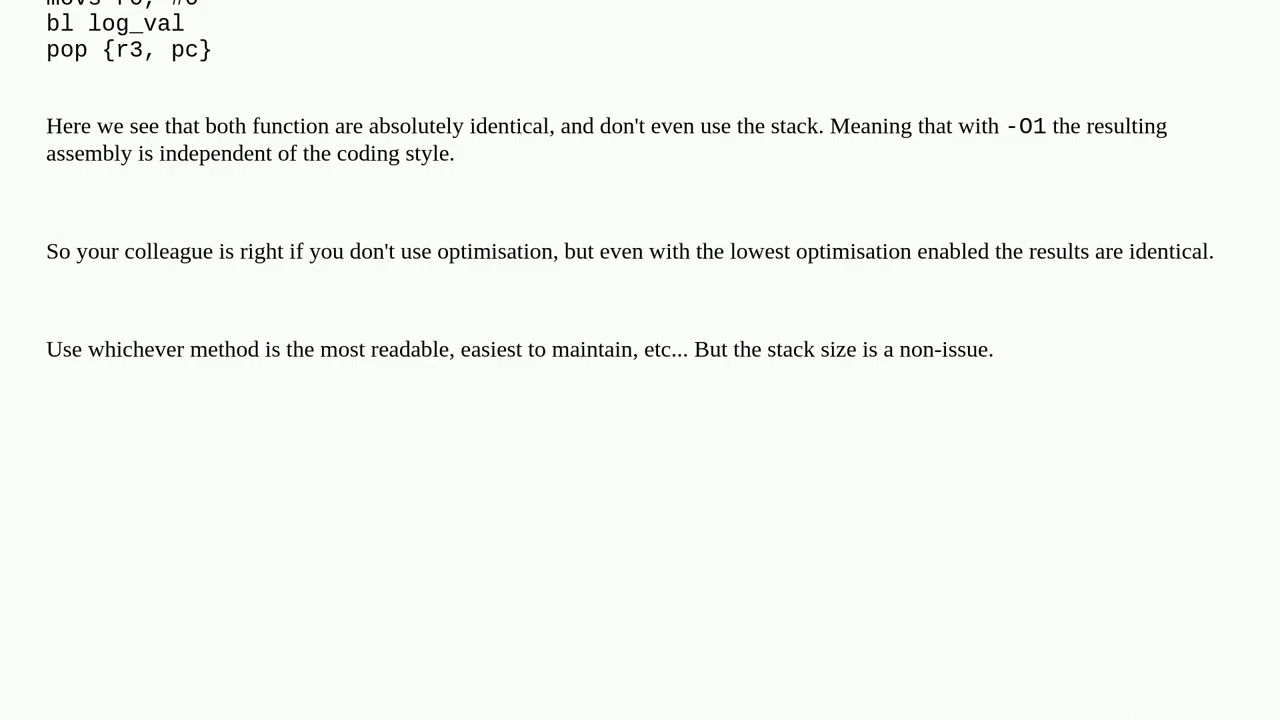 movs r0, #0
bl log_val
pop {r3, pc}
Here we see that both function are absolutely identical, and don't even use the stack. Meaning that with -O1 the resulting
assembly is independent of the coding style.
So your colleague is right if you don't use optimisation, but even with the lowest optimisation enabled the results are identical.
Use whichever method is the most readable, easiest to maintain, etc... But the stack size is a non-issue.